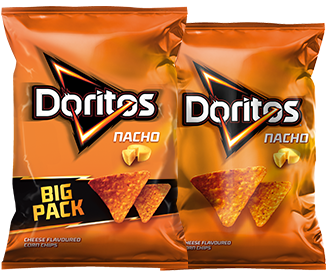 Doritos
NACHO
BIG
PACK
CHEESE FLAVOURED
CORN CHIPS
Doritos
NACHO
CHEESE FLAVOURED
CORN CHIPS